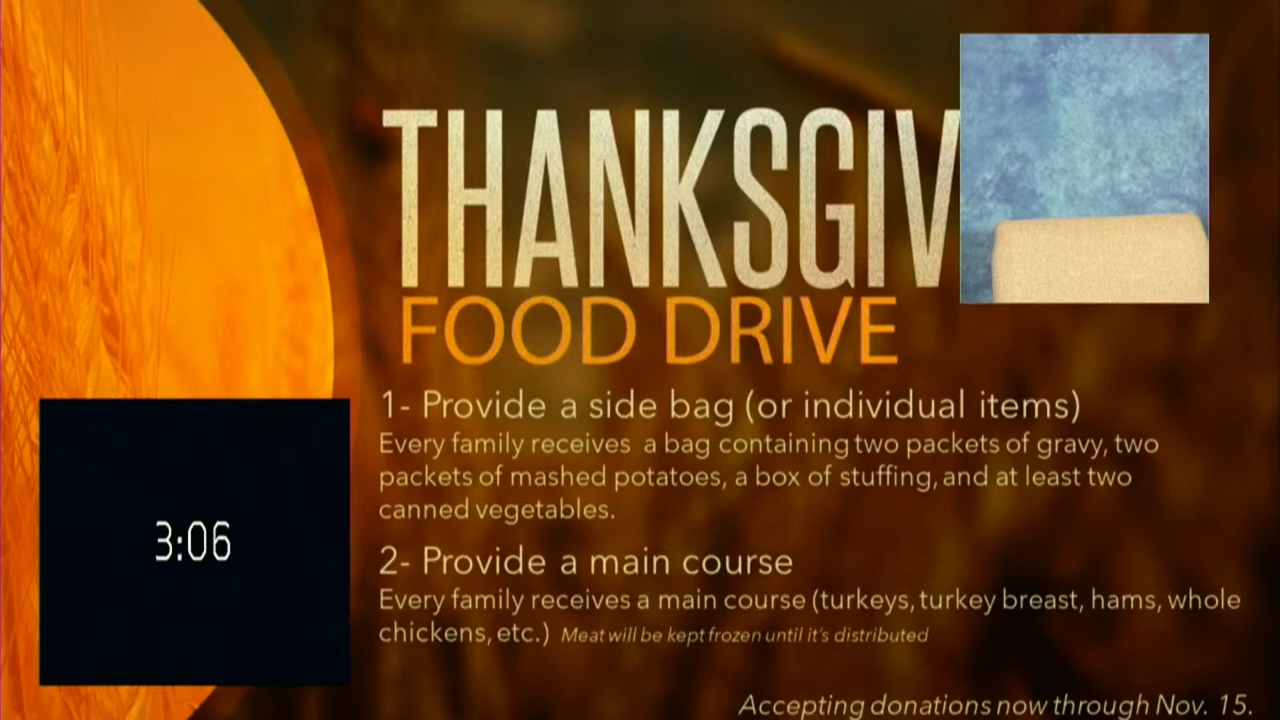 THANKSGIV
FOOD DRIVE
1- Provide a side bag (or individual items)
Every family receives a bag containing two packets of gravy, two
packets of mashed potatoes, a box of stuffing, and at least two
canned vegetables.
3:06
2- Provide a main course
Every family receives a main course (turkeys, turkey breast, hams, whole
chickens, etc.) Meat will be kept frozen until it's distributed
Accepting donations now through Nov. 15.